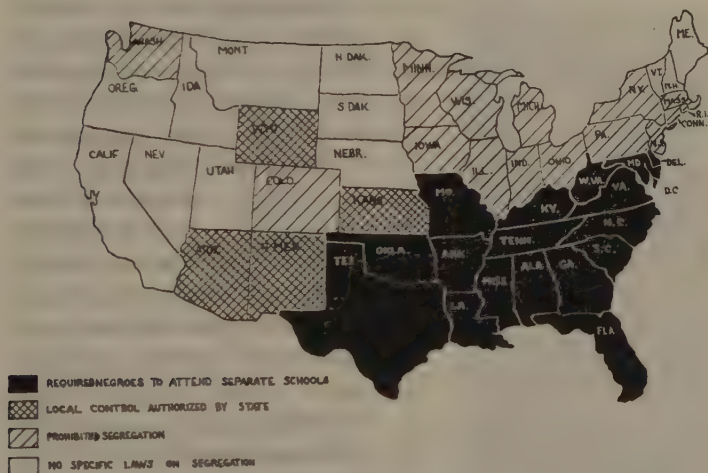 WASH
MONT
N.DAK.
MINN.
ME.
OREG.
IDA
S DAK.
WIS.
MICH
N.Y.
VT.
N.H
MASS.
R.I.
CONN.
WYO
NEBR.
IOWA
PA.
N.J.
CALIF
NEV
UTAH
COLO.
KANS
ILL.
IND.
OHIO
MD.
DEL.
D.C
MO.
KY.
W.VA.
VA.
ARIZ.
N.MEX.
OKLA.
ARK.
TENN.
N.C.
S.C.
TEX
LA.
MISS.
ALA
GA.
FLA
REQUIRES NEGROES TO ATTEND SEPARATE SCHOOLS
LOCAL CONTROL AUTHORIZED BY STATE
PROHIBITED SEGREGATION
NO SPECIFIC LAWS ON SEGREGATION